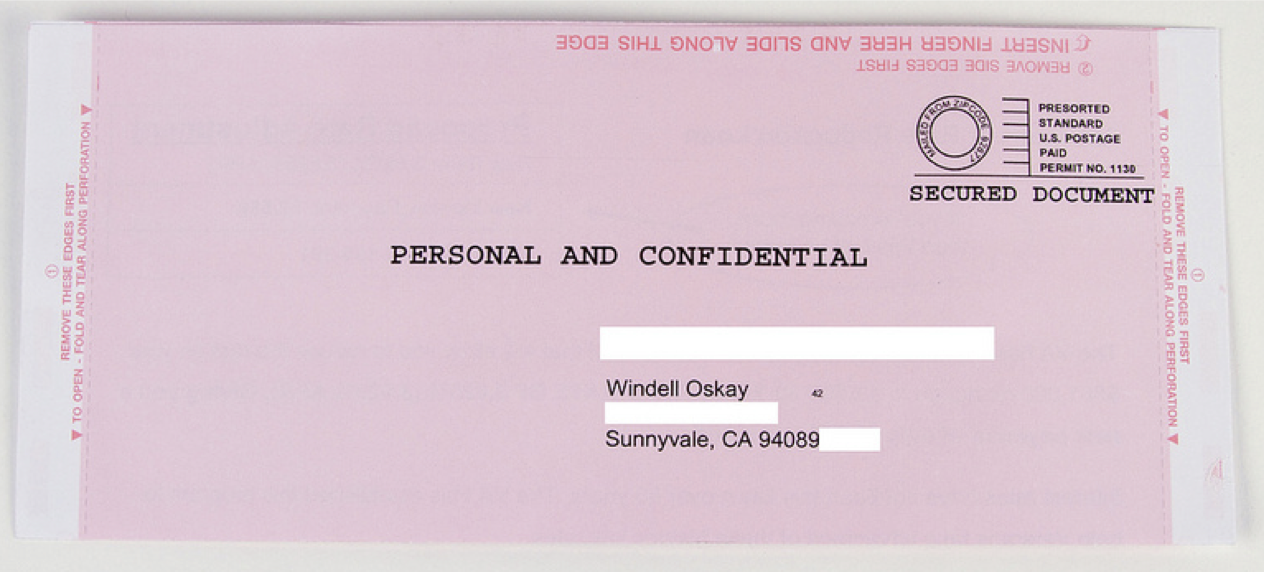 INSERT FINGER HERE AND SLIDE ALONG THIS EDGE
② REMOVE SIDE EDGES FIRST
MAILED FROM ZIPCODE 92677
PRESORTED
STANDARD
U.S. POSTAGE
PAID
PERMIT NO. 1130
SECURED DOCUMENT
PERSONAL AND CONFIDENTIAL
Windell Oskay 42
Sunnyvale, CA 94089
①
REMOVE THESE EDGES FIRST
◀ TO OPEN - FOLD AND TEAR ALONG PERFORATION ▶
①
REMOVE THESE EDGES FIRST
◀ TO OPEN - FOLD AND TEAR ALONG PERFORATION ▶